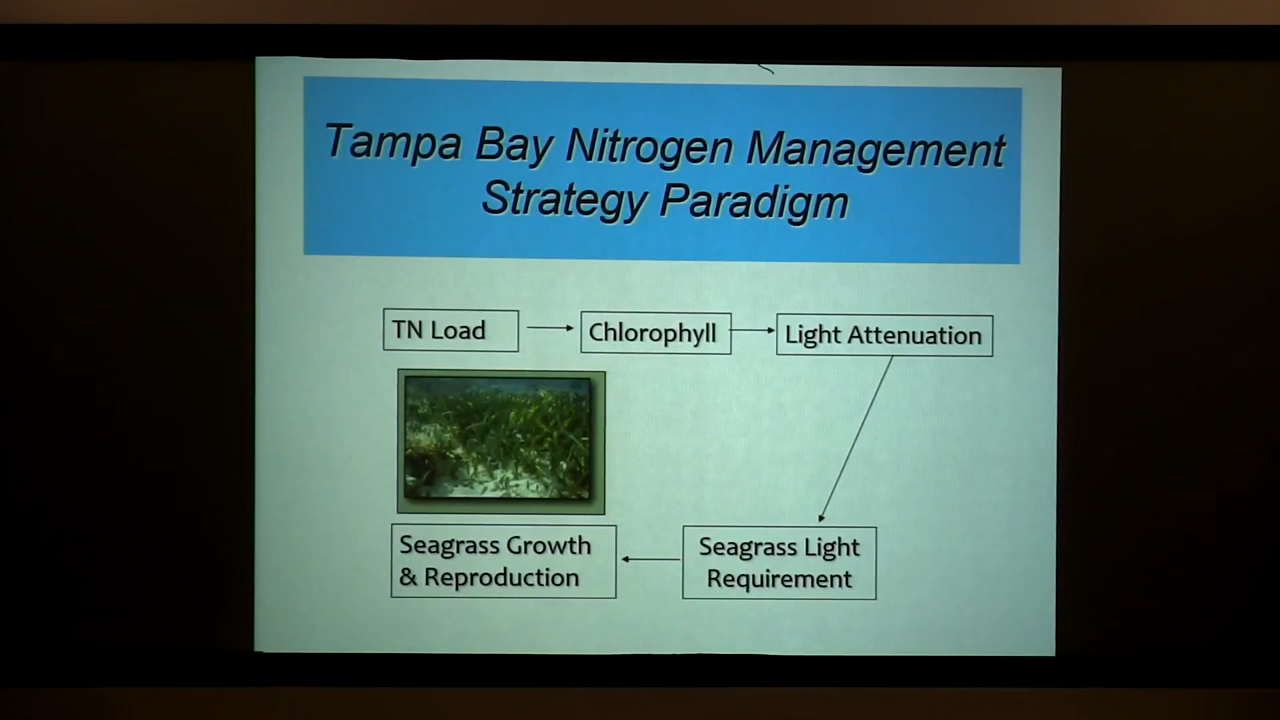 Tampa Bay Nitrogen Management
Strategy Paradigm
TN Load
Chlorophyll
Light Attenuation
Seagrass Growth
& Reproduction
Seagrass Light
Requirement